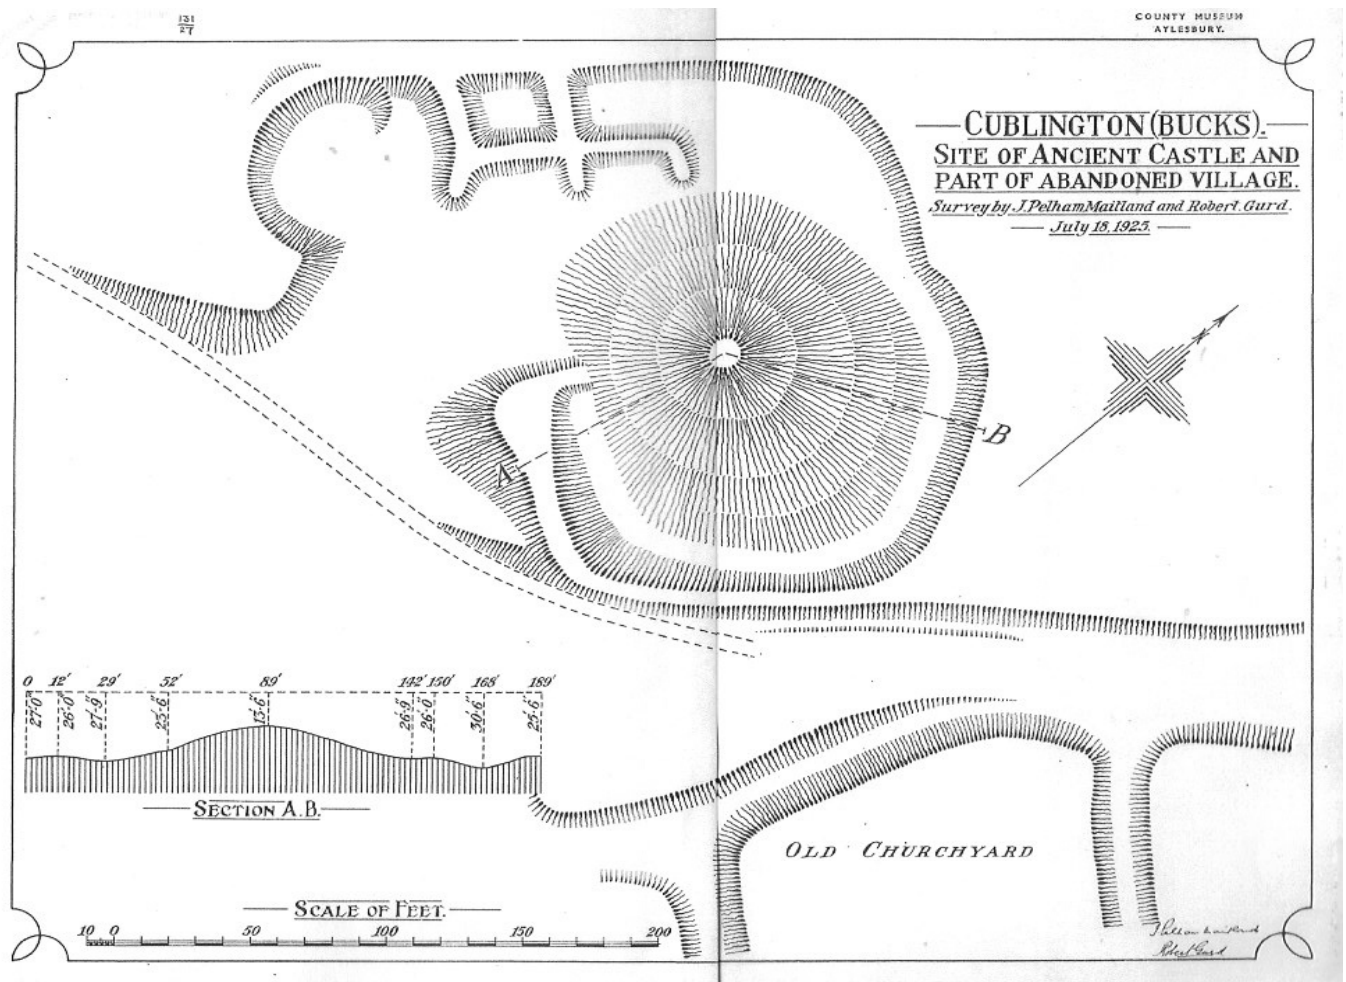 131
27
COUNTY MUSEUM
AYLESBURY.
CUBLINGTON (BUCKS).
SITE OF ANCIENT CASTLE AND
PART OF ABANDONED VILLAGE.
Survey by J. Pelham Maitland and Robert. Gurd.
July 18, 1925.
A
B
0 12' 29' 52' 89' 142' 150' 168' 189'
27'·0" 26'·0" 27'·9" 25'·6" 15'·6" 26'·9" 26'·0" 30'·6" 25'·6"
SECTION A.B.
OLD CHURCHYARD
SCALE OF FEET.
10 0 50 100 150 200
Robert Gurd